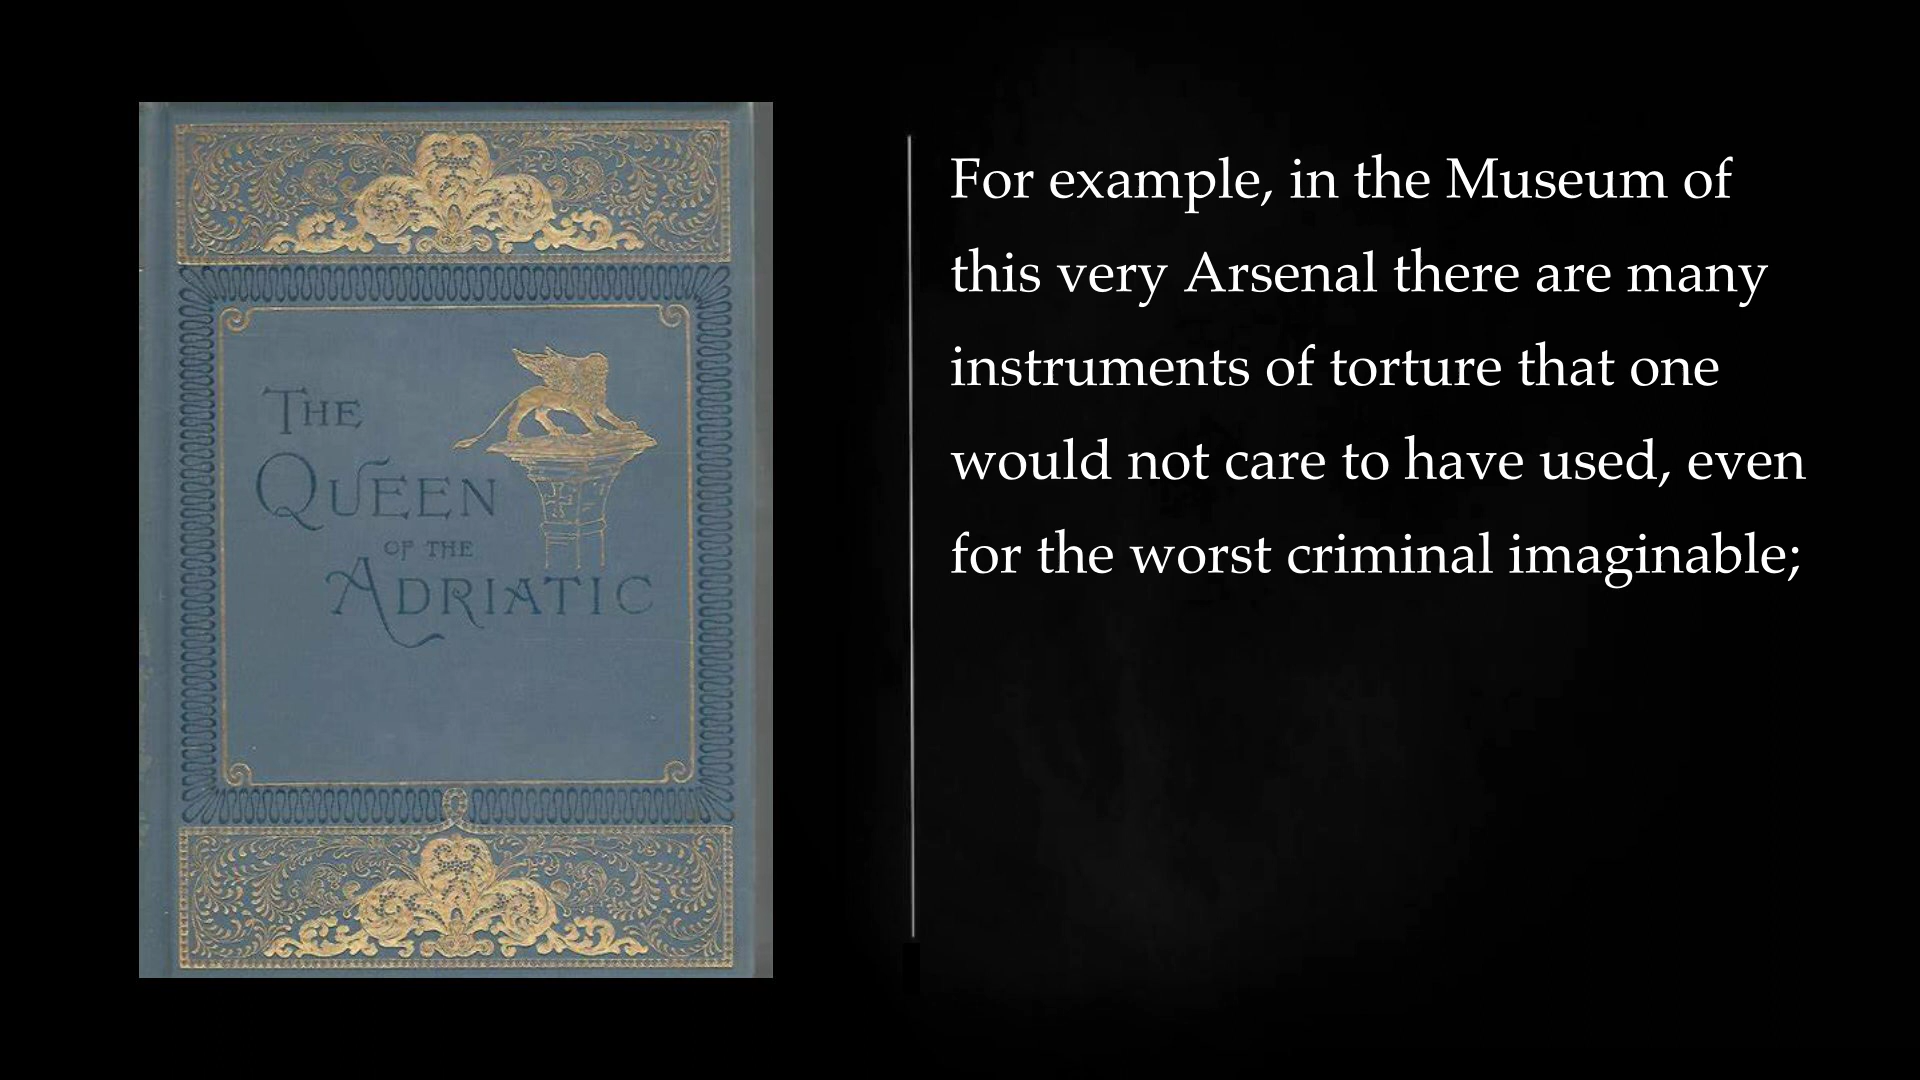 THE
QUEEN
OF THE
ADRIATIC
For example, in the Museum of
this very Arsenal there are many
instruments of torture that one
would not care to have used, even
for the worst criminal imaginable;